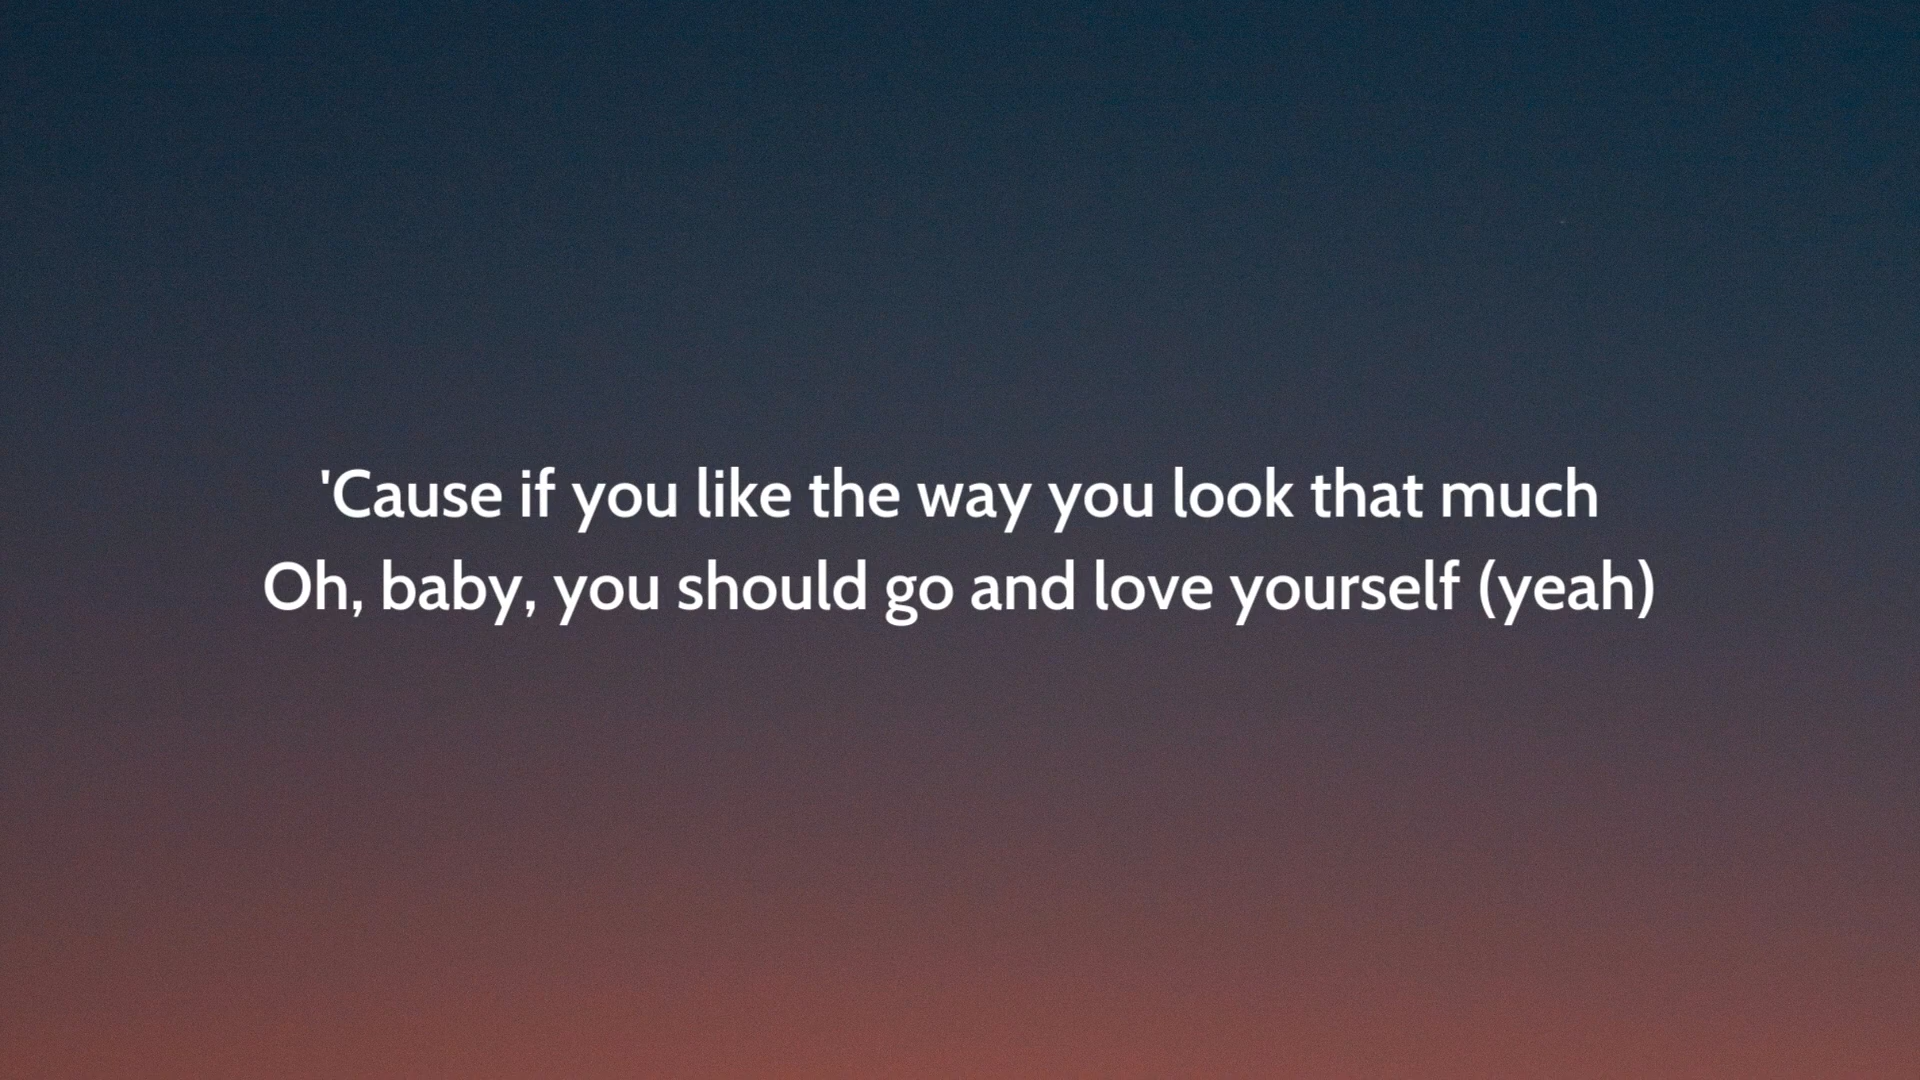 'Cause if you like the way you look that much
Oh, baby, you should go and love yourself (yeah)